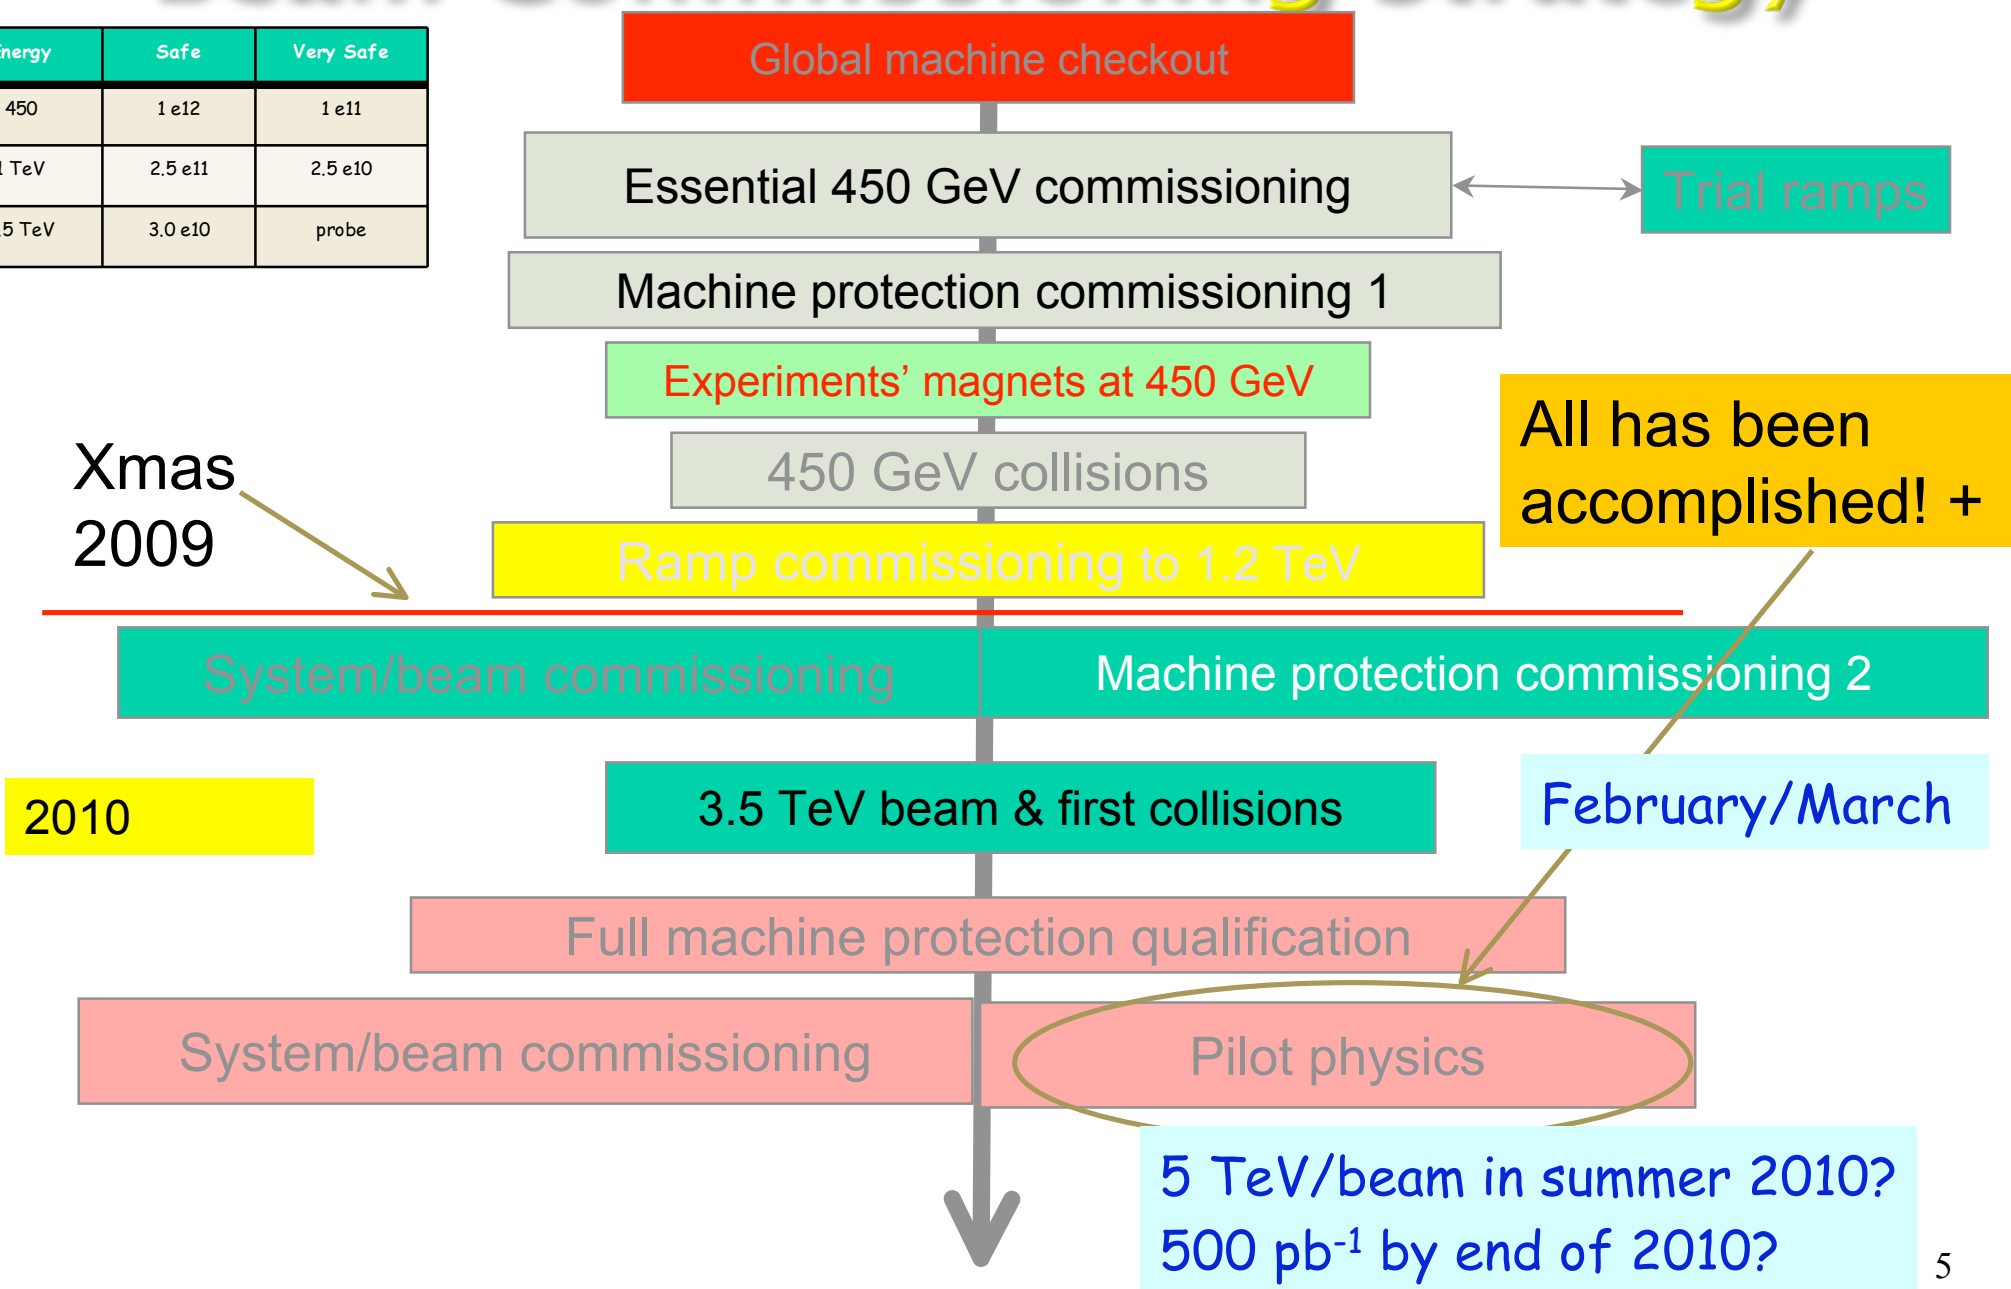 Beam Commissioning Strategy
Energy Safe Very Safe
450 1 e12 1 e11
1 TeV 2.5 e11 2.5 e10
5 TeV 3.0 e10 probe
Global machine checkout
Essential 450 GeV commissioning
Trial ramps
Machine protection commissioning 1
Experiments’ magnets at 450 GeV
450 GeV collisions
All has been
accomplished! +
Xmas
2009
Ramp commissioning to 1.2 TeV
System/beam commissioning
Machine protection commissioning 2
2010
3.5 TeV beam & first collisions
February/March
Full machine protection qualification
System/beam commissioning
Pilot physics
5 TeV/beam in summer 2010?
500 pb⁻¹ by end of 2010?
5